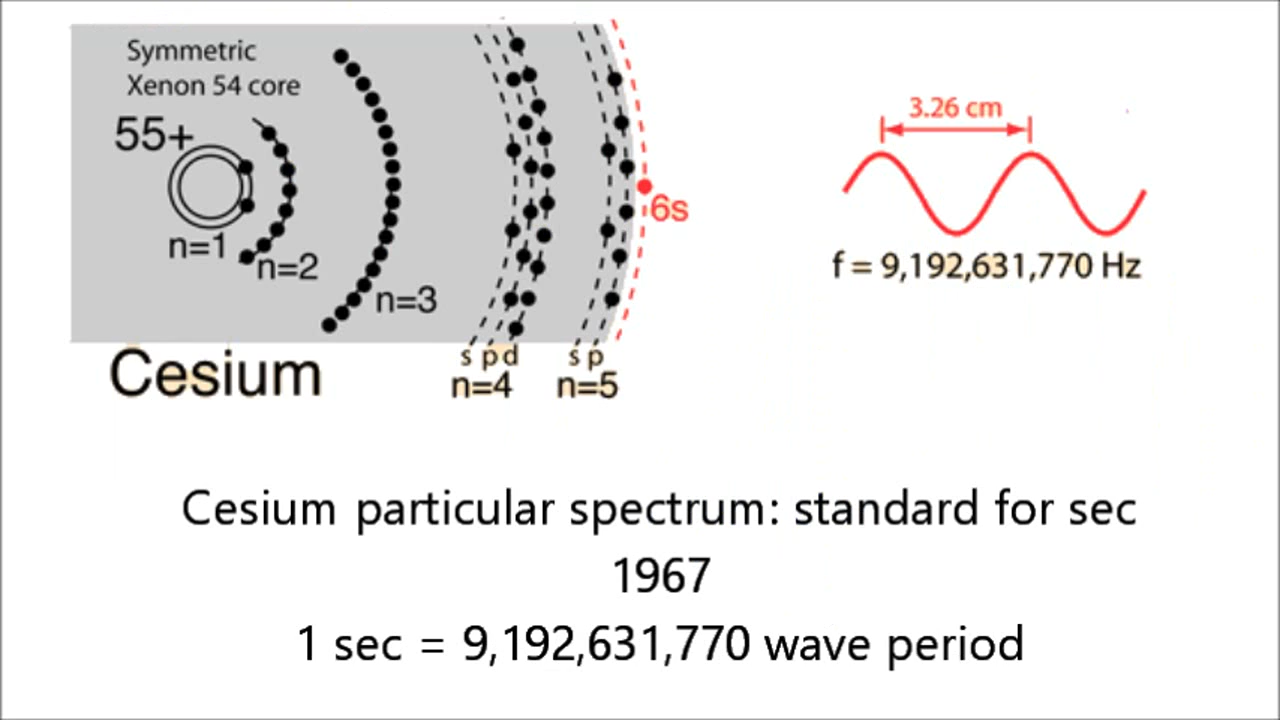 Symmetric
Xenon 54 core
55+
n=1
n=2
n=3
s p d
n=4
s p
n=5
6s
Cesium
3.26 cm
f = 9,192,631,770 Hz
Cesium particular spectrum: standard for sec
1967
1 sec = 9,192,631,770 wave period